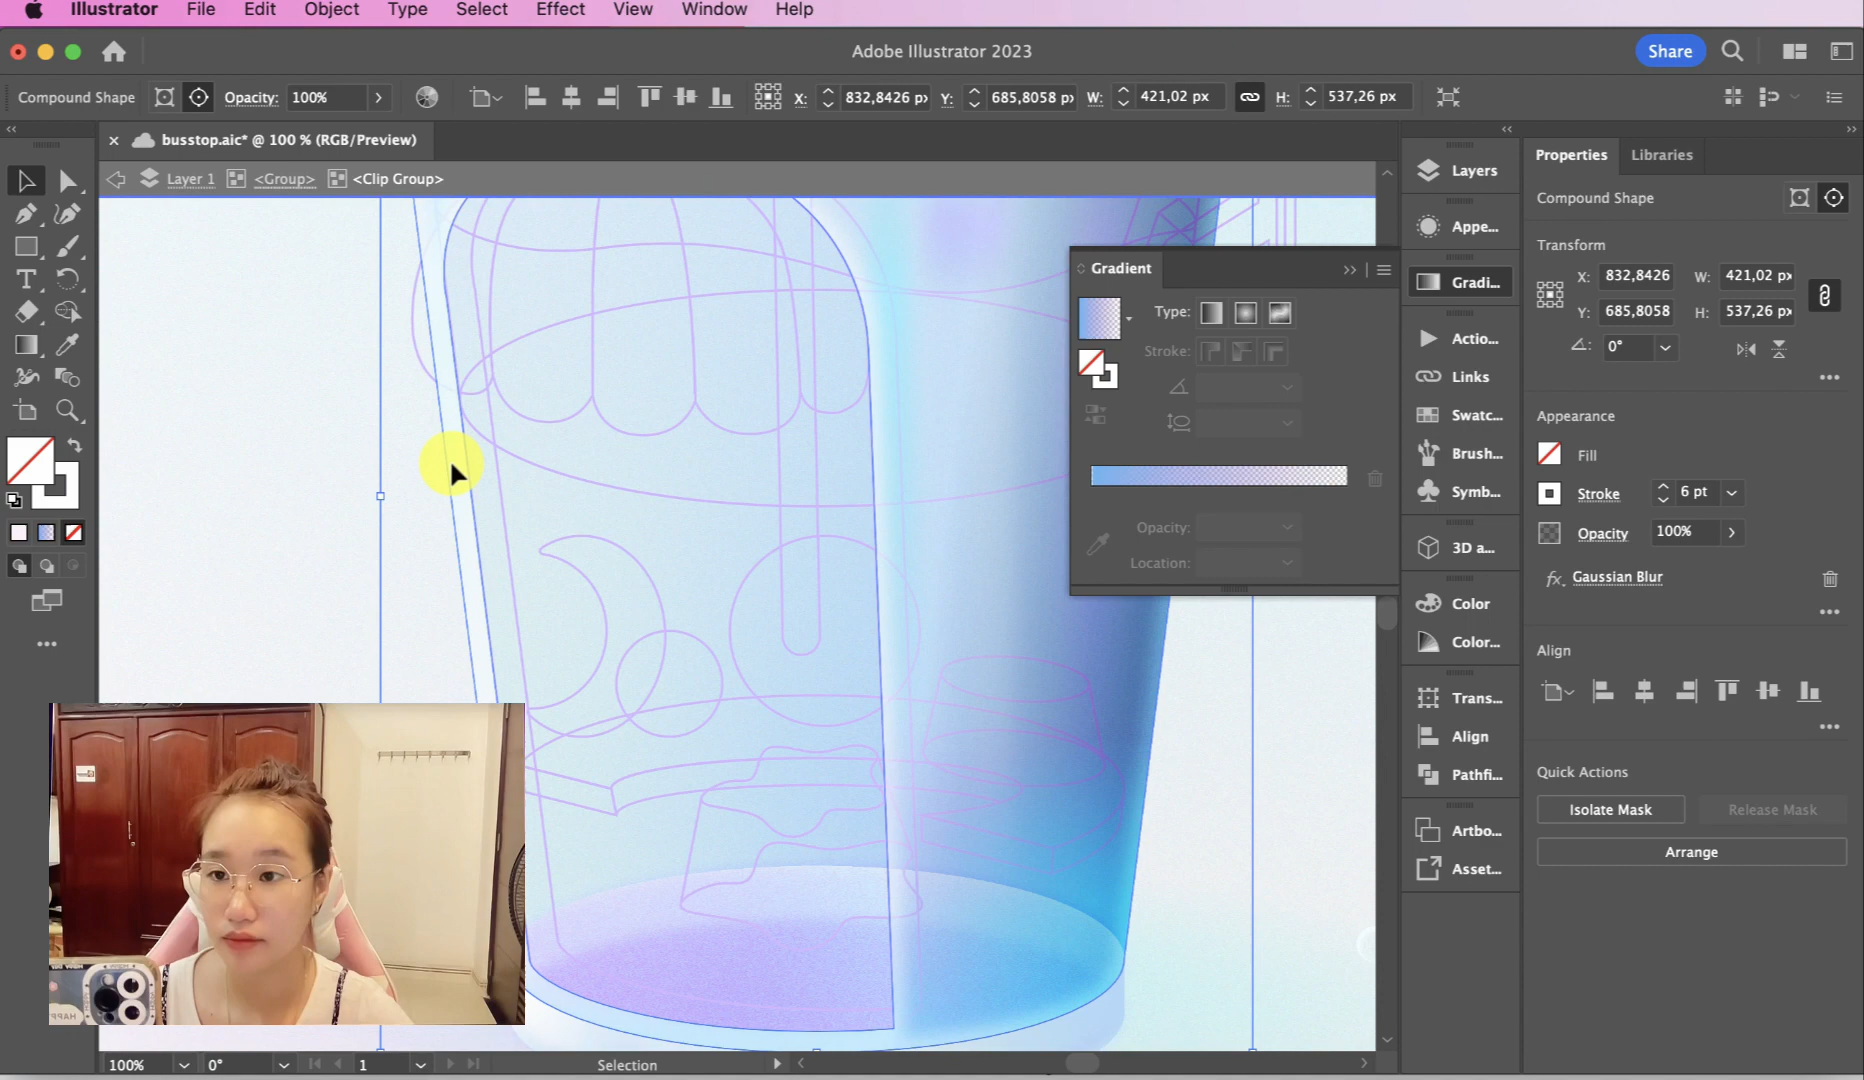 Illustrator File Edit Object Type Select Effect View Window Help
Adobe Illustrator 2023
Share
Compound Shape Opacity: 100% X: 832,8426 px Y: 685,8058 px W: 421,02 px H: 537,26 px
busstop.aic* @ 100 % (RGB/Preview)
Layer 1 <Group> <Clip Group>
Gradient
Type:
Stroke:
Opacity:
Location:
Layers
Appe...
Gradi...
Actio...
Links
Swatc...
Brush...
Symb...
3D a...
Color
Color...
Trans...
Align
Pathfi...
Artbo...
Asset...
Properties Libraries
Compound Shape
Transform
X: 832,8426 W: 421,02 px
Y: 685,8058 H: 537,26 px
0°
Appearance
Fill
Stroke 6 pt
Opacity 100%
fx. Gaussian Blur
Align
Quick Actions
Isolate Mask Release Mask
Arrange
100% 0° 1 Selection